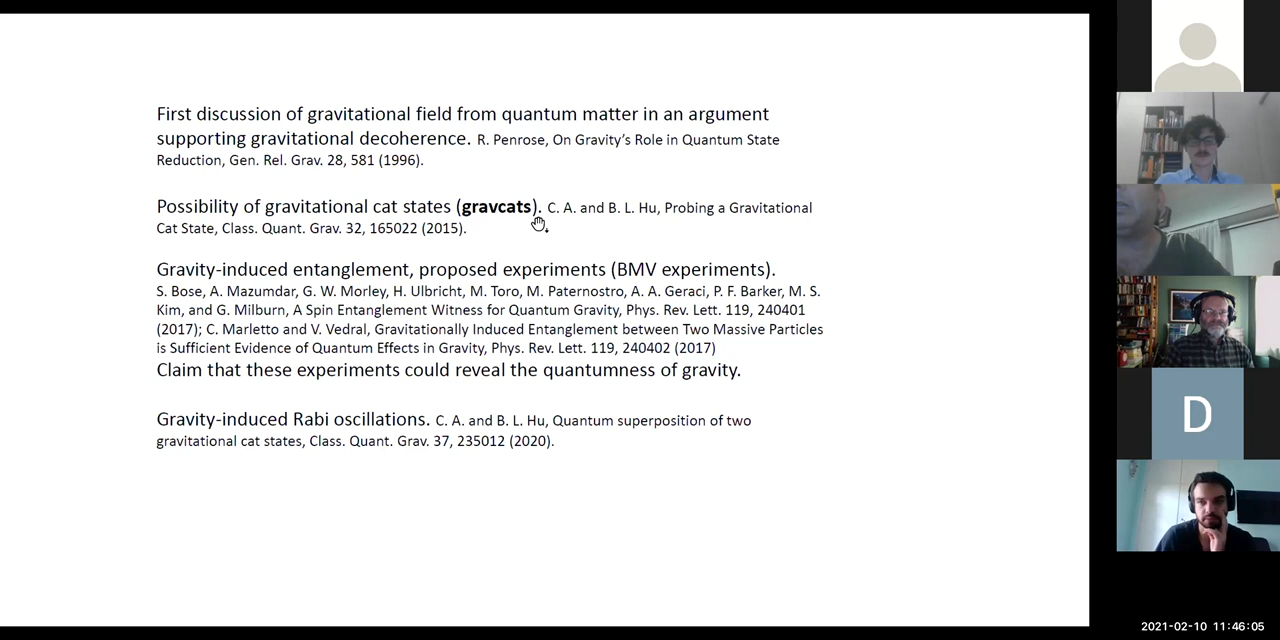 First discussion of gravitational field from quantum matter in an argument
supporting gravitational decoherence. R. Penrose, On Gravity’s Role in Quantum State
Reduction, Gen. Rel. Grav. 28, 581 (1996).
Possibility of gravitational cat states (gravcats). C. A. and B. L. Hu, Probing a Gravitational
Cat State, Class. Quant. Grav. 32, 165022 (2015).
Gravity-induced entanglement, proposed experiments (BMV experiments).
S. Bose, A. Mazumdar, G. W. Morley, H. Ulbricht, M. Toro, M. Paternostro, A. A. Geraci, P. F. Barker, M. S.
Kim, and G. Milburn, A Spin Entanglement Witness for Quantum Gravity, Phys. Rev. Lett. 119, 240401
(2017); C. Marletto and V. Vedral, Gravitationally Induced Entanglement between Two Massive Particles
is Sufficient Evidence of Quantum Effects in Gravity, Phys. Rev. Lett. 119, 240402 (2017)
Claim that these experiments could reveal the quantumness of gravity.
Gravity-induced Rabi oscillations. C. A. and B. L. Hu, Quantum superposition of two
gravitational cat states, Class. Quant. Grav. 37, 235012 (2020).
D
2021-02-10 11:46:05